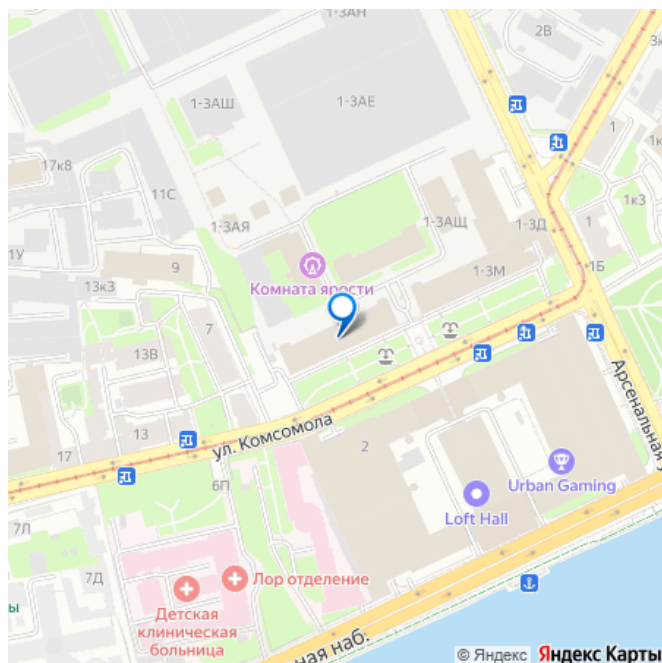 1-3АН
2В
3к
1-3АШ
1-3АЕ
1
1к
17к8
11С
1к3
1-3АЯ
1-3АЩ
1-3Д
1
1У
9
Комната ярости
1-3М
1Б
13к3
7
13В
Арсенальная у
ул. Комсомола
13
2
17
6П
Urban Gaming
Loft Hall
7Л
7Д
Лор отделение
ы
Детская
клиническая
больница
ная наб.
© Яндекс Яндекс Карты